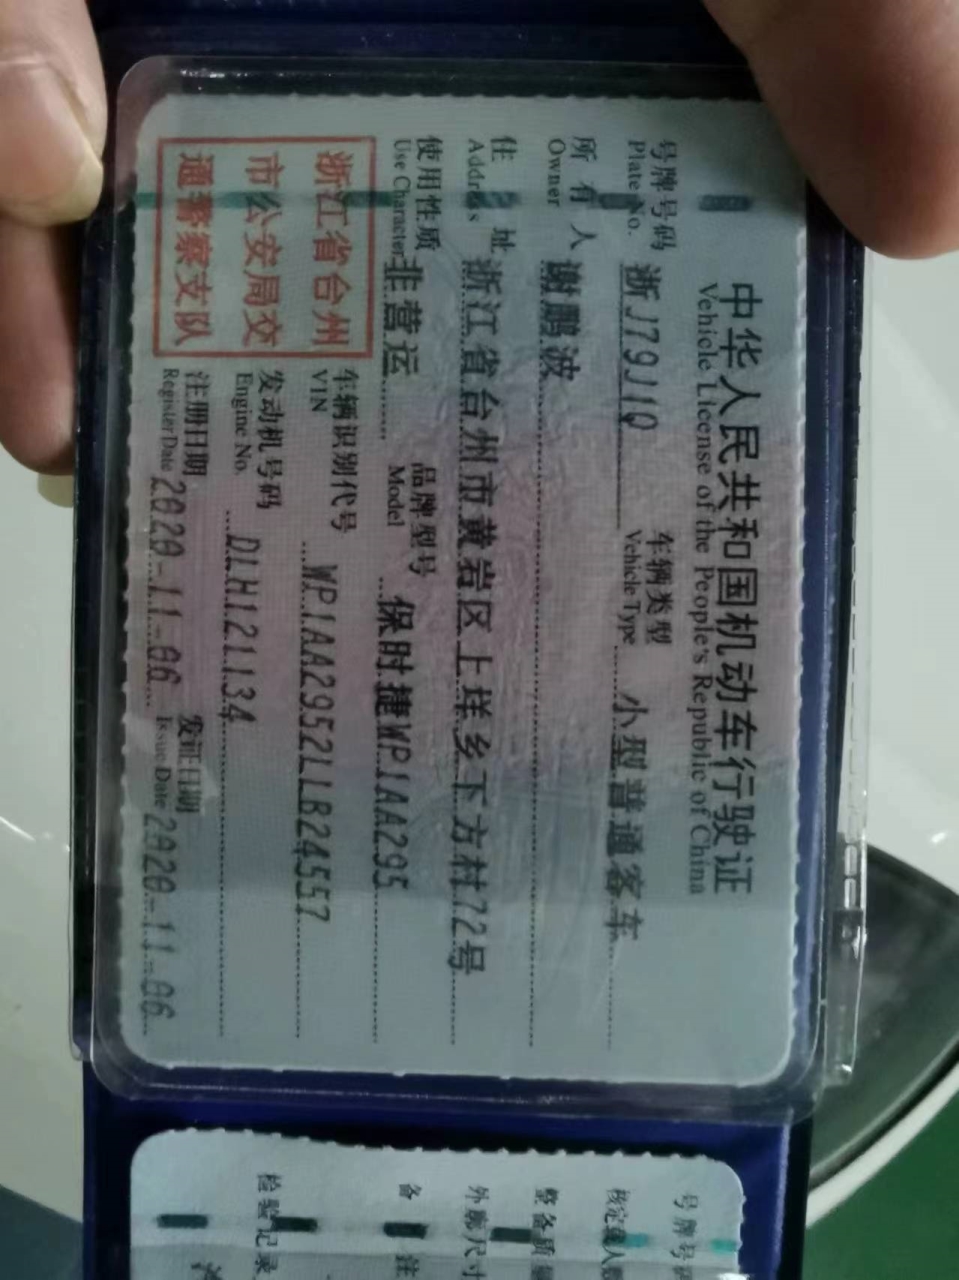 中华人民共和国机动车行驶证
Vehicle License of the People's Republic of China
号牌号码 浙J79J1Q 车辆类型 小型普通客车
Plate No. Vehicle Type
所有人 谢鹏波
Owner
住址 浙江省台州市黄岩区上垟乡下方村72号
Address
使用性质 非营运 品牌型号 保时捷WP1AA295
Use Character Model
浙江省台州
市公安局交
通警察支队
车辆识别代号 WP1AA2952LLB24557
VIN
发动机号码 DLH121134
Engine No.
注册日期 2020-11-06 发证日期 2020-11-06
Register Date Issue Date
号牌号
核定载人数
整备质量
外廓尺寸
备注
检验记录